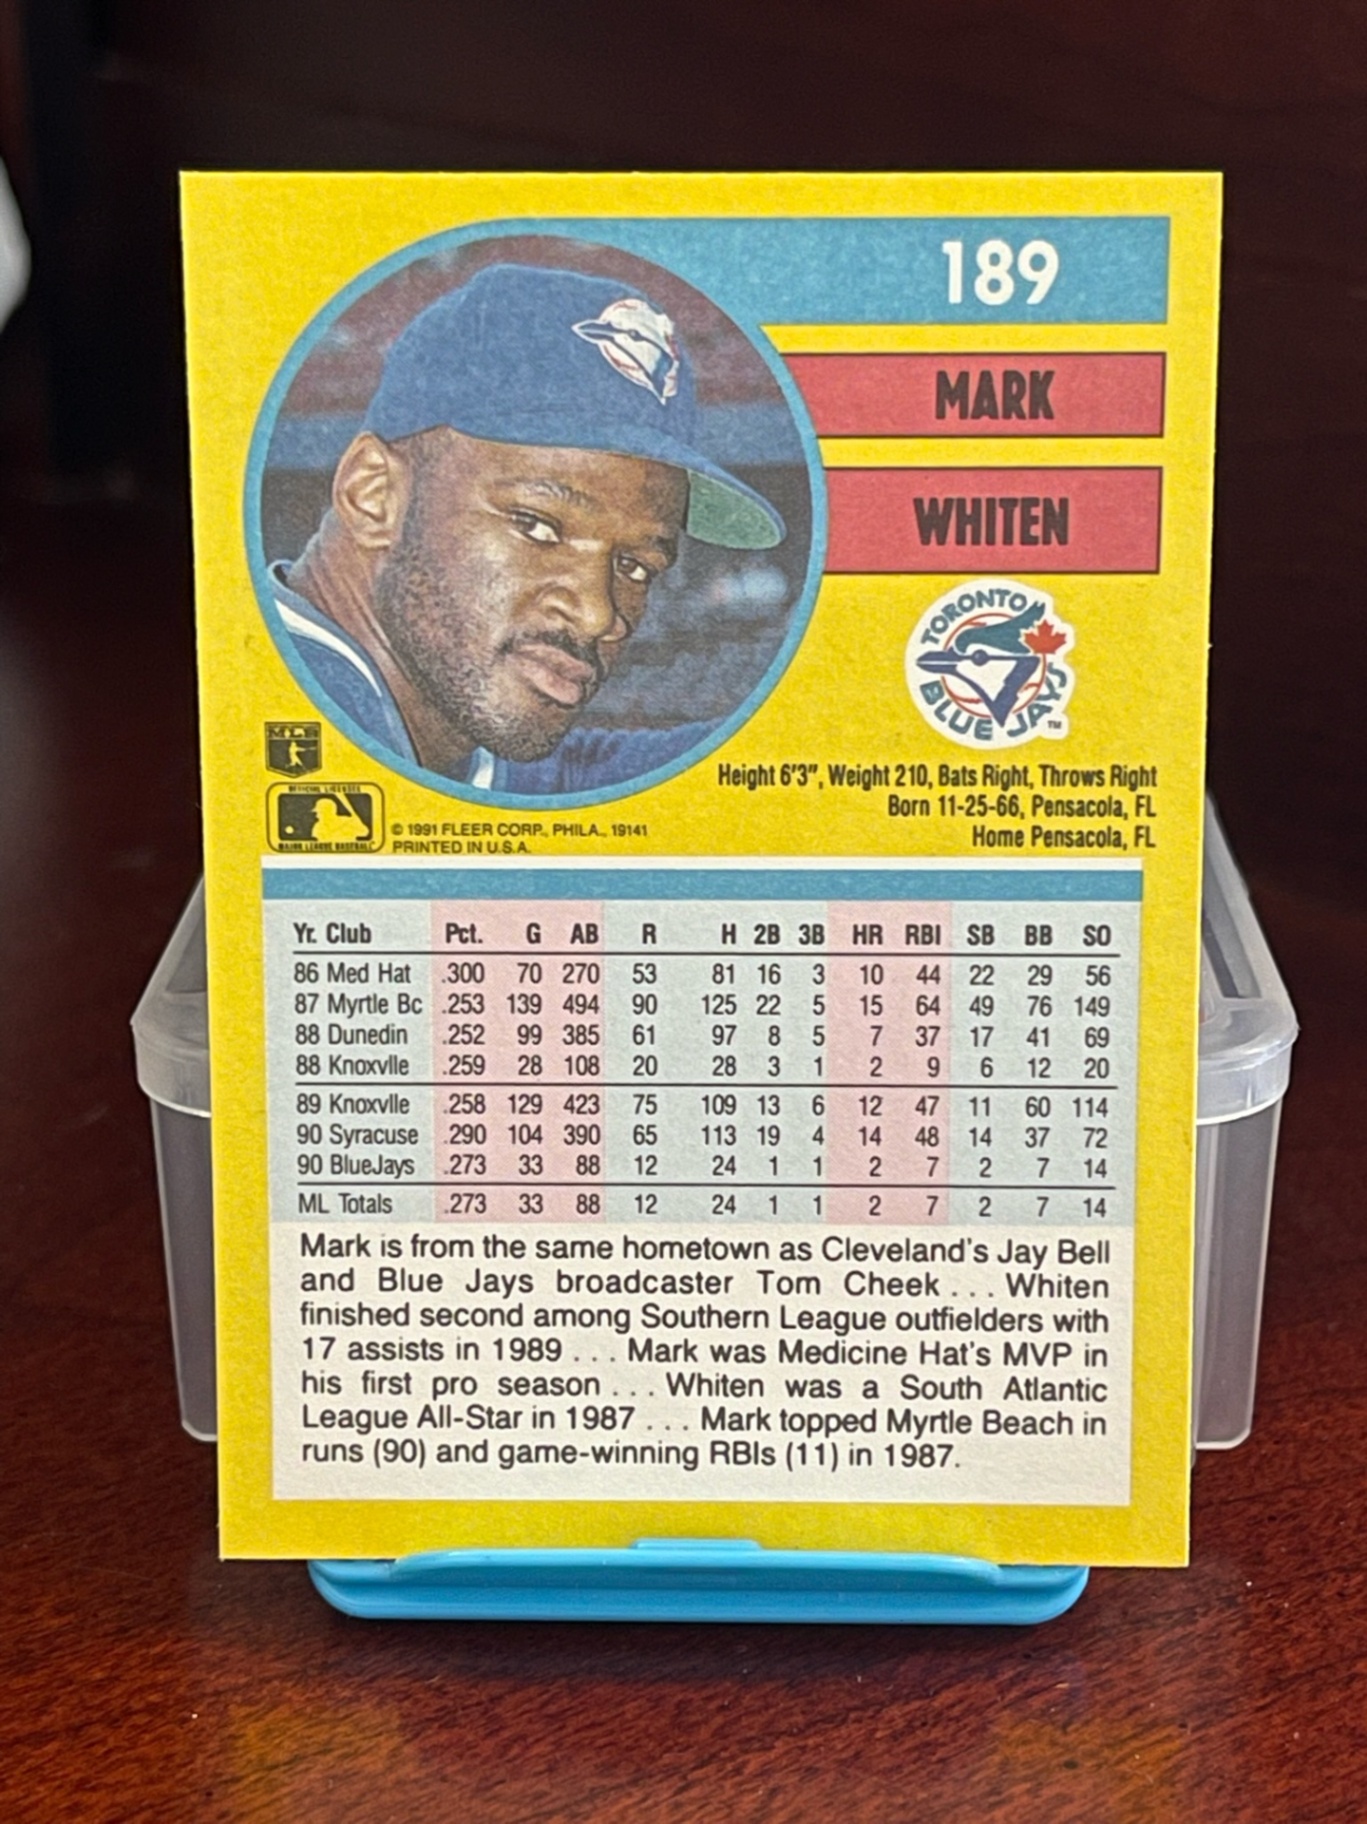 189
MARK
WHITEN
TORONTO
BLUE JAYS
TM
Height 6'3", Weight 210, Bats Right, Throws Right
Born 11-25-66, Pensacola, FL
Home Pensacola, FL
MLB
OFFICIAL LICENSEE
MAJOR LEAGUE BASEBALL
© 1991 FLEER CORP., PHILA., 19141
PRINTED IN U.S.A.
Yr. Club Pct. G AB R H 2B 3B HR RBI SB BB SO
86 Med Hat .300 70 270 53 81 16 3 10 44 22 29 56
87 Myrtle Bc .253 139 494 90 125 22 5 15 64 49 76 149
88 Dunedin .252 99 385 61 97 8 5 7 37 17 41 69
88 Knoxvlle .259 28 108 20 28 3 1 2 9 6 12 20
89 Knoxvlle .258 129 423 75 109 13 6 12 47 11 60 114
90 Syracuse .290 104 390 65 113 19 4 14 48 14 37 72
90 BlueJays .273 33 88 12 24 1 1 2 7 2 7 14
ML Totals .273 33 88 12 24 1 1 2 7 2 7 14
Mark is from the same hometown as Cleveland's Jay Bell
and Blue Jays broadcaster Tom Cheek . . . Whiten
finished second among Southern League outfielders with
17 assists in 1989 . . . Mark was Medicine Hat's MVP in
his first pro season . . . Whiten was a South Atlantic
League All-Star in 1987 . . . Mark topped Myrtle Beach in
runs (90) and game-winning RBIs (11) in 1987.